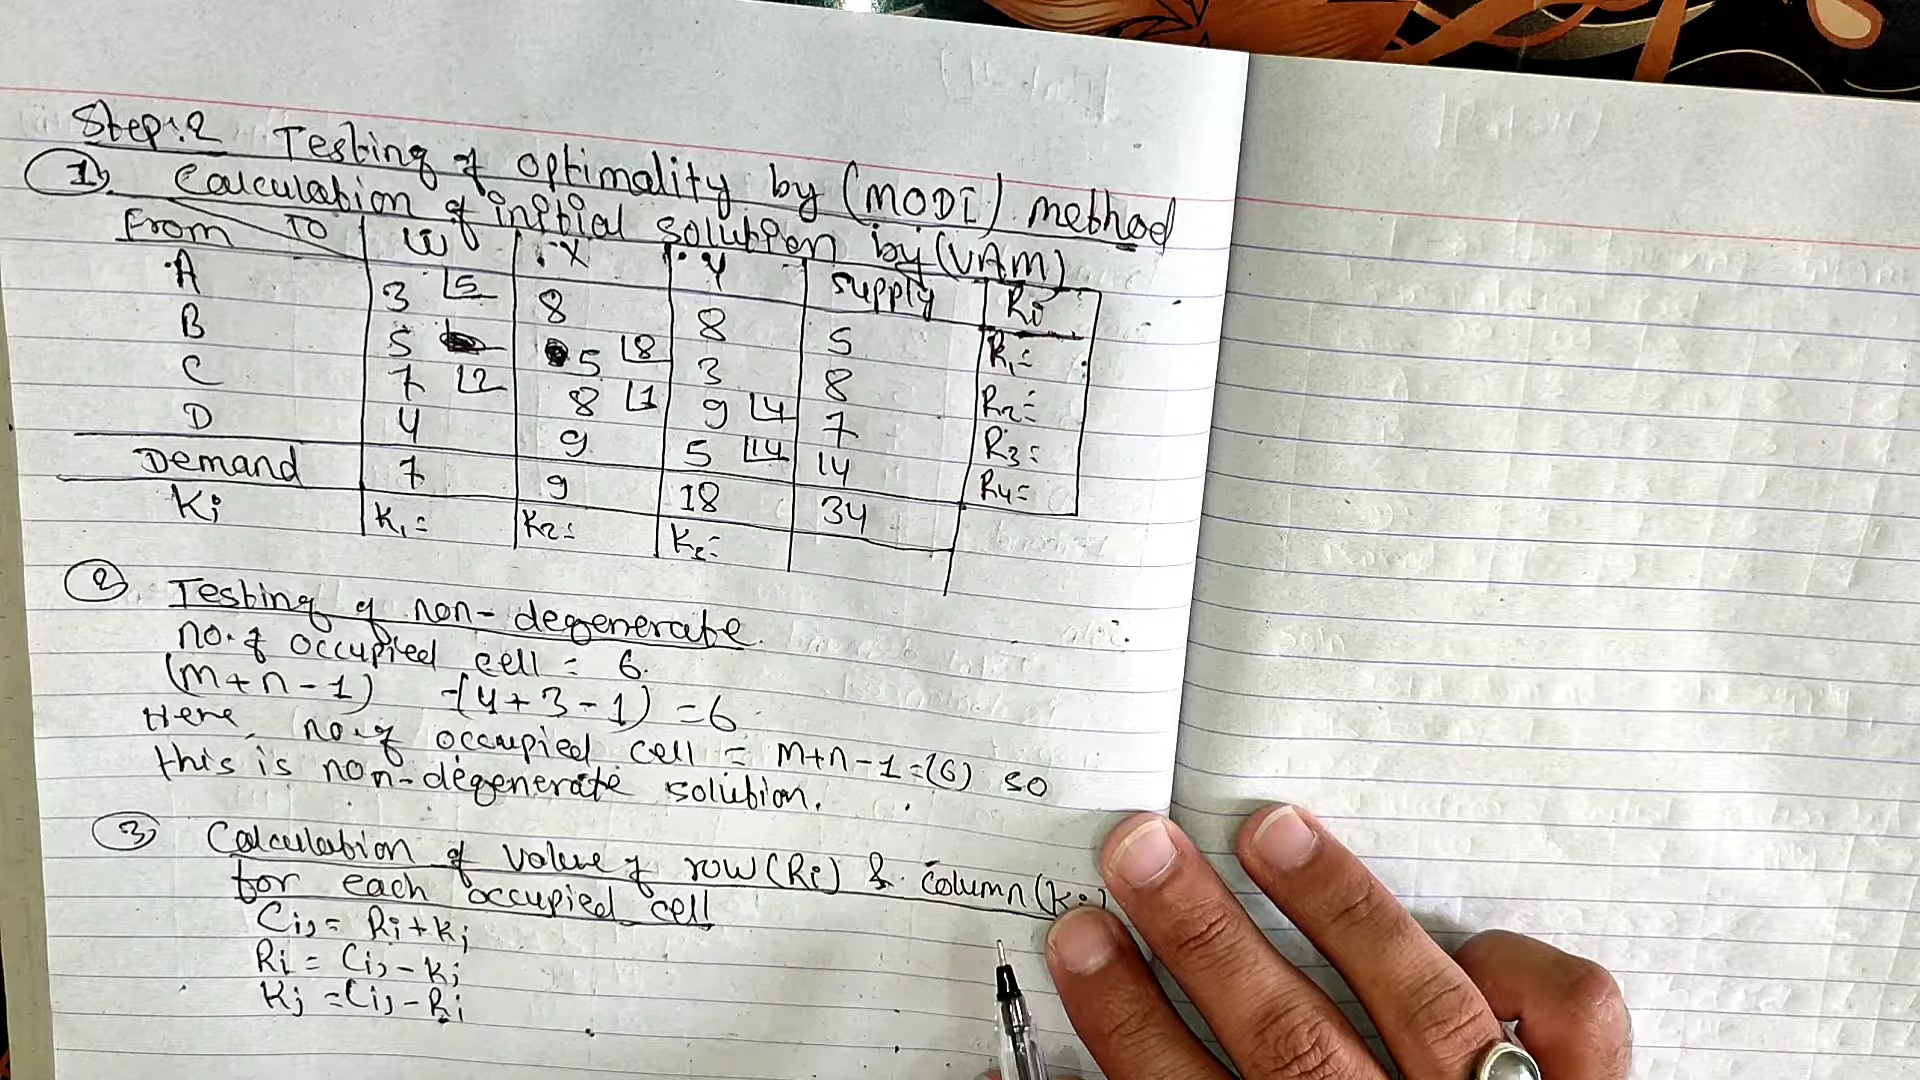 Step:2 Testing of optimality by (MODI) method
1) Calculation of initial solution by (VAM)
From TO W X Y supply Ri
A 3 5 8 8 5 R1=
B 5 5 8 3 8 R2=
C 7 2 8 1 9 4 7 R3=
D 4 9 5 14 14 R4=
Demand 7 9 18 34
Kj K1= K2= K3=
2 Testing of non-degenerate.
no. of occupied cell = 6.
(m+n-1) -(4+3-1) =6
Here, no. of occupied cell = m+n-1=(6) so
this is non-degenerate solution.
3) Calculation of value of row (Ri) & column (Kj)
for each occupied cell
Cij = Ri+Kj
Ri = Cij-Kj
Kj = Cij-Ri